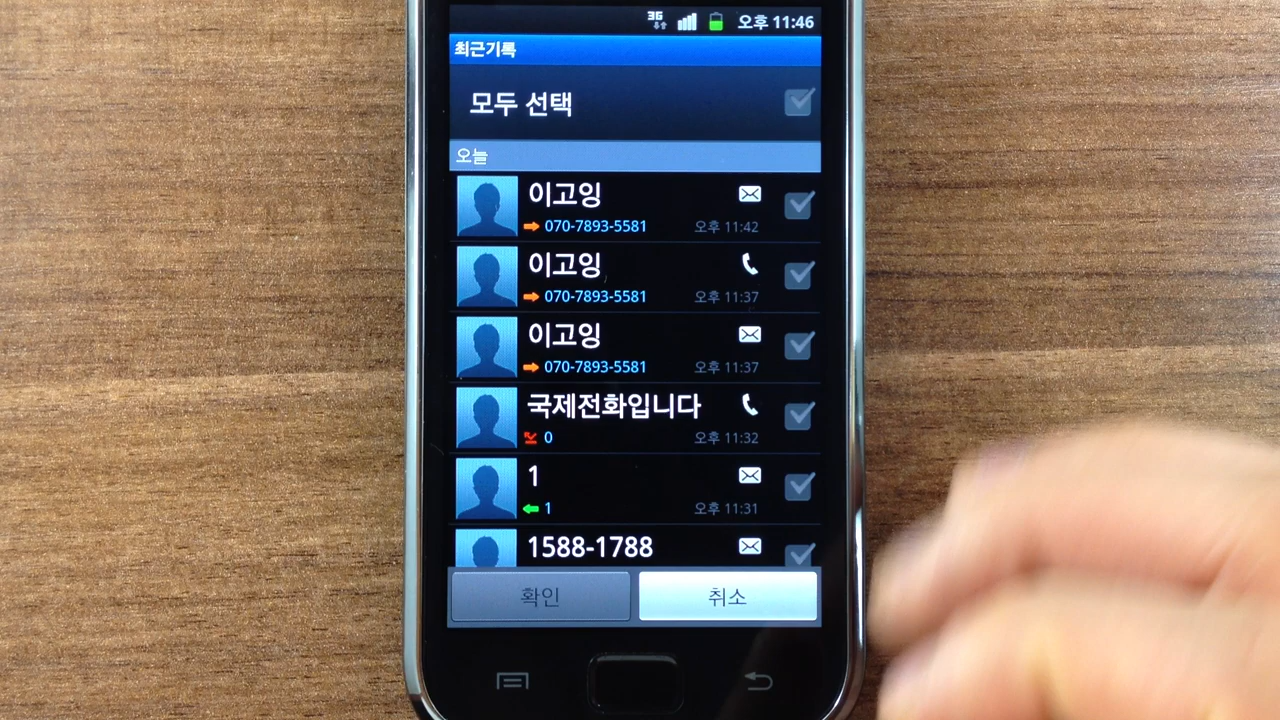 3G 오후 11:46
최근기록
모두 선택
오늘
이고잉
070-7893-5581 오후 11:42
이고잉
070-7893-5581 오후 11:37
이고잉
070-7893-5581 오후 11:37
국제전화입니다
0 오후 11:32
1
1 오후 11:31
1588-1788
확인 취소